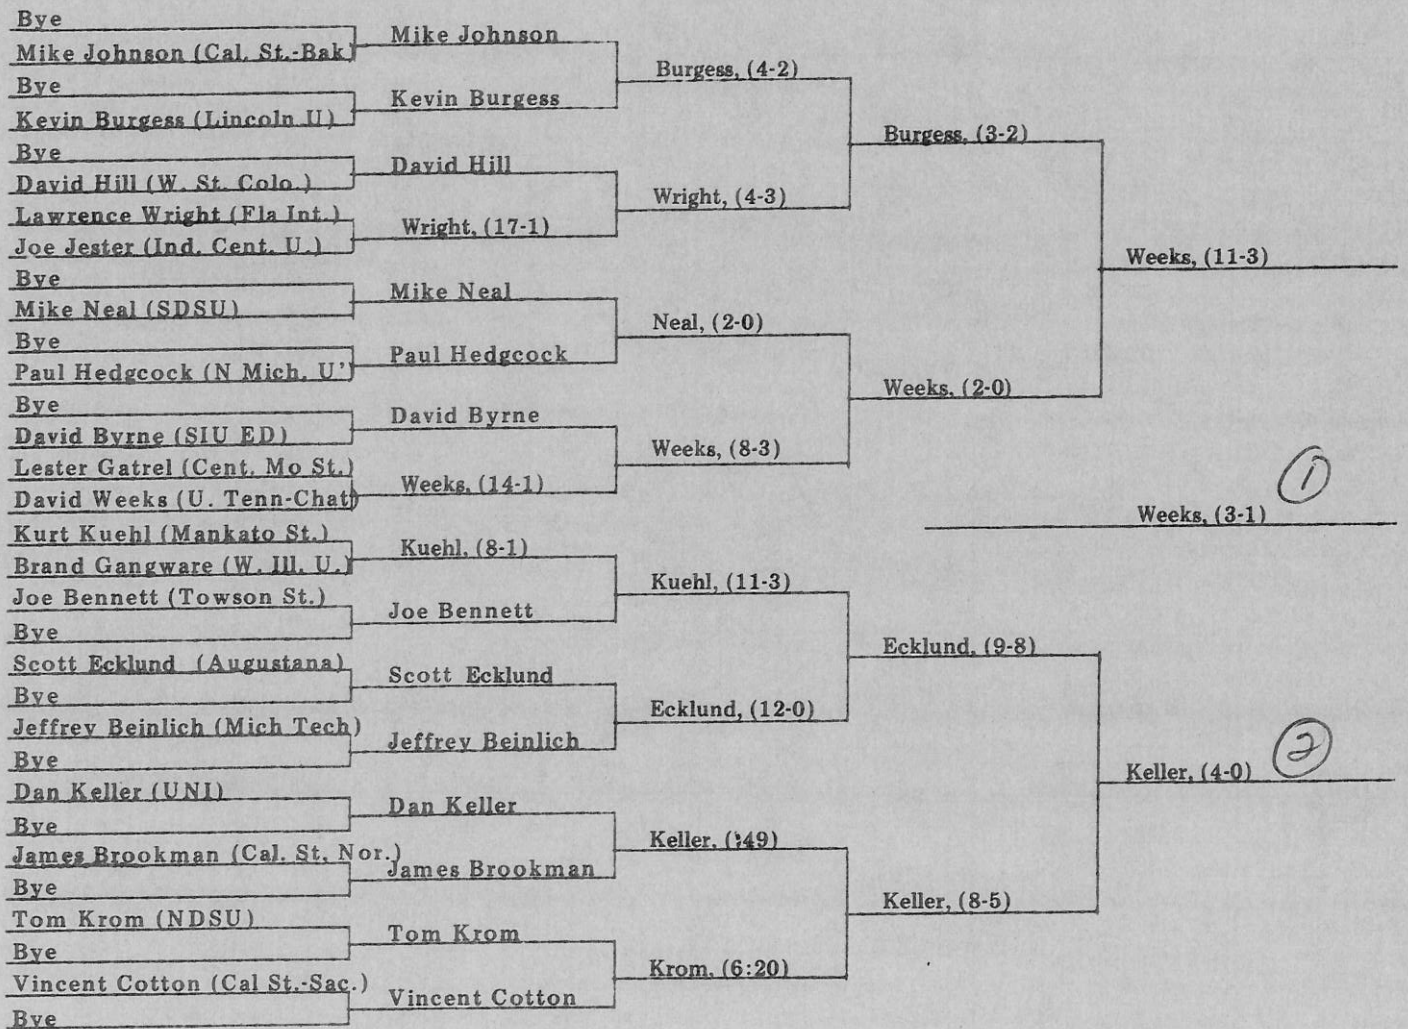 Bye
Mike Johnson (Cal. St.-Bak)
Bye
Kevin Burgess (Lincoln U)
Bye
David Hill (W. St. Colo.)
Lawrence Wright (Fla Int.)
Joe Jester (Ind. Cent. U.)
Bye
Mike Neal (SDSU)
Bye
Paul Hedgcock (N Mich. U'
Bye
David Byrne (SIU ED)
Lester Gatrel (Cent. Mo St.)
David Weeks (U. Tenn-Chat)
Kurt Kuehl (Mankato St.)
Brand Gangware (W. Ill. U.)
Joe Bennett (Towson St.)
Bye
Scott Ecklund (Augustana)
Bye
Jeffrey Beinlich (Mich Tech)
Bye
Dan Keller (UNI)
Bye
James Brookman (Cal. St, Nor.)
Bye
Tom Krom (NDSU)
Bye
Vincent Cotton (Cal St.-Sac.)
Bye
Mike Johnson
Kevin Burgess
David Hill
Wright, (17-1)
Mike Neal
Paul Hedgcock
David Byrne
Weeks, (14-1)
Kuehl, (8-1)
Joe Bennett
Scott Ecklund
Jeffrey Beinlich
Dan Keller
James Brookman
Tom Krom
Vincent Cotton
Burgess, (4-2)
Wright, (4-3)
Neal, (2-0)
Weeks, (8-3)
Kuehl, (11-3)
Ecklund, (12-0)
Keller, (:49)
Krom, (6:20)
Burgess, (3-2)
Weeks, (2-0)
Ecklund, (9-8)
Keller, (8-5)
Weeks, (11-3)
1
Weeks, (3-1)
2
Keller, (4-0)